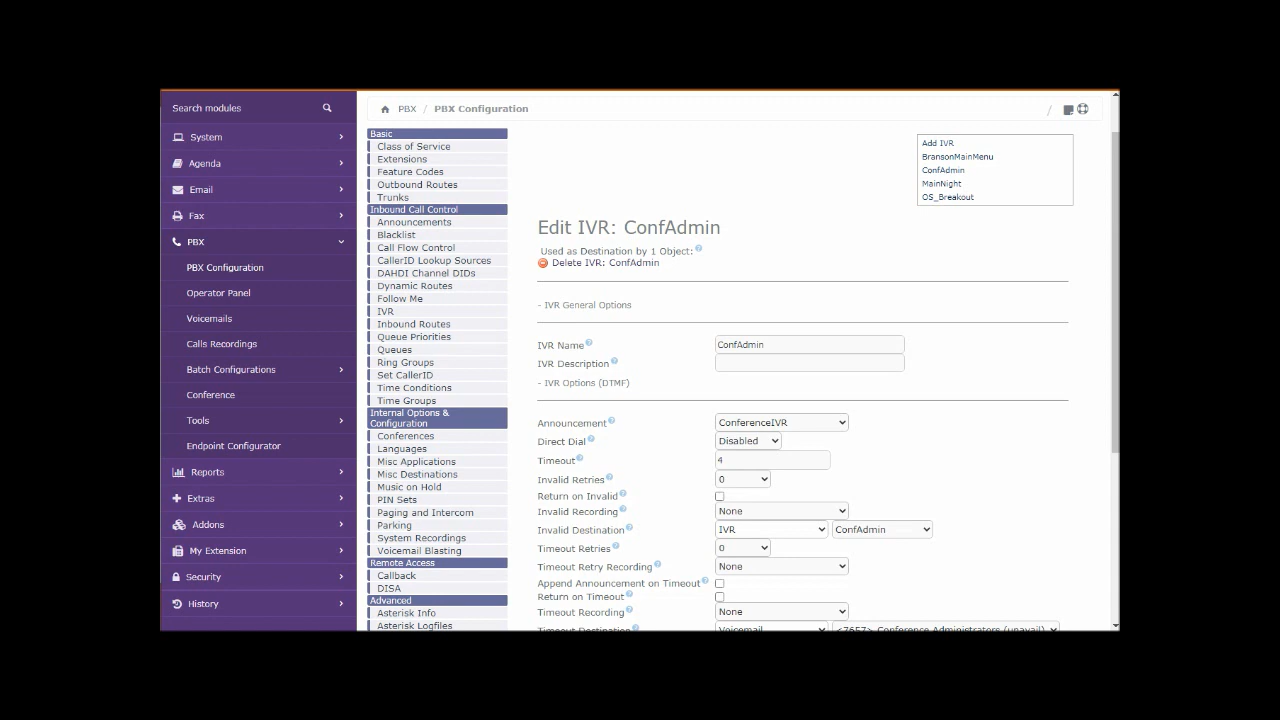 Search modules
System
Agenda
Email
Fax
PBX
PBX Configuration
Operator Panel
Voicemails
Calls Recordings
Batch Configurations
Conference
Tools
Endpoint Configurator
Reports
Extras
Addons
My Extension
Security
History
PBX / PBX Configuration /
Basic
Class of Service
Extensions
Feature Codes
Outbound Routes
Trunks
Inbound Call Control
Announcements
Blacklist
Call Flow Control
CallerID Lookup Sources
DAHDI Channel DIDs
Dynamic Routes
Follow Me
IVR
Inbound Routes
Queue Priorities
Queues
Ring Groups
Set CallerID
Time Conditions
Time Groups
Internal Options &
Configuration
Conferences
Languages
Misc Applications
Misc Destinations
Music on Hold
PIN Sets
Paging and Intercom
Parking
System Recordings
Voicemail Blasting
Remote Access
Callback
DISA
Advanced
Asterisk Info
Asterisk Logfiles
Add IVR
BransonMainMenu
ConfAdmin
MainNight
OS_Breakout
Edit IVR: ConfAdmin
Used as Destination by 1 Object:
Delete IVR: ConfAdmin
- IVR General Options
IVR Name ConfAdmin
IVR Description
- IVR Options (DTMF)
Announcement ConferenceIVR
Direct Dial Disabled
Timeout 4
Invalid Retries 0
Return on Invalid
Invalid Recording None
Invalid Destination IVR ConfAdmin
Timeout Retries 0
Timeout Retry Recording None
Append Announcement on Timeout
Return on Timeout
Timeout Recording None
Timeout Destination Voicemail <7657> Conference Administrators (unavail)